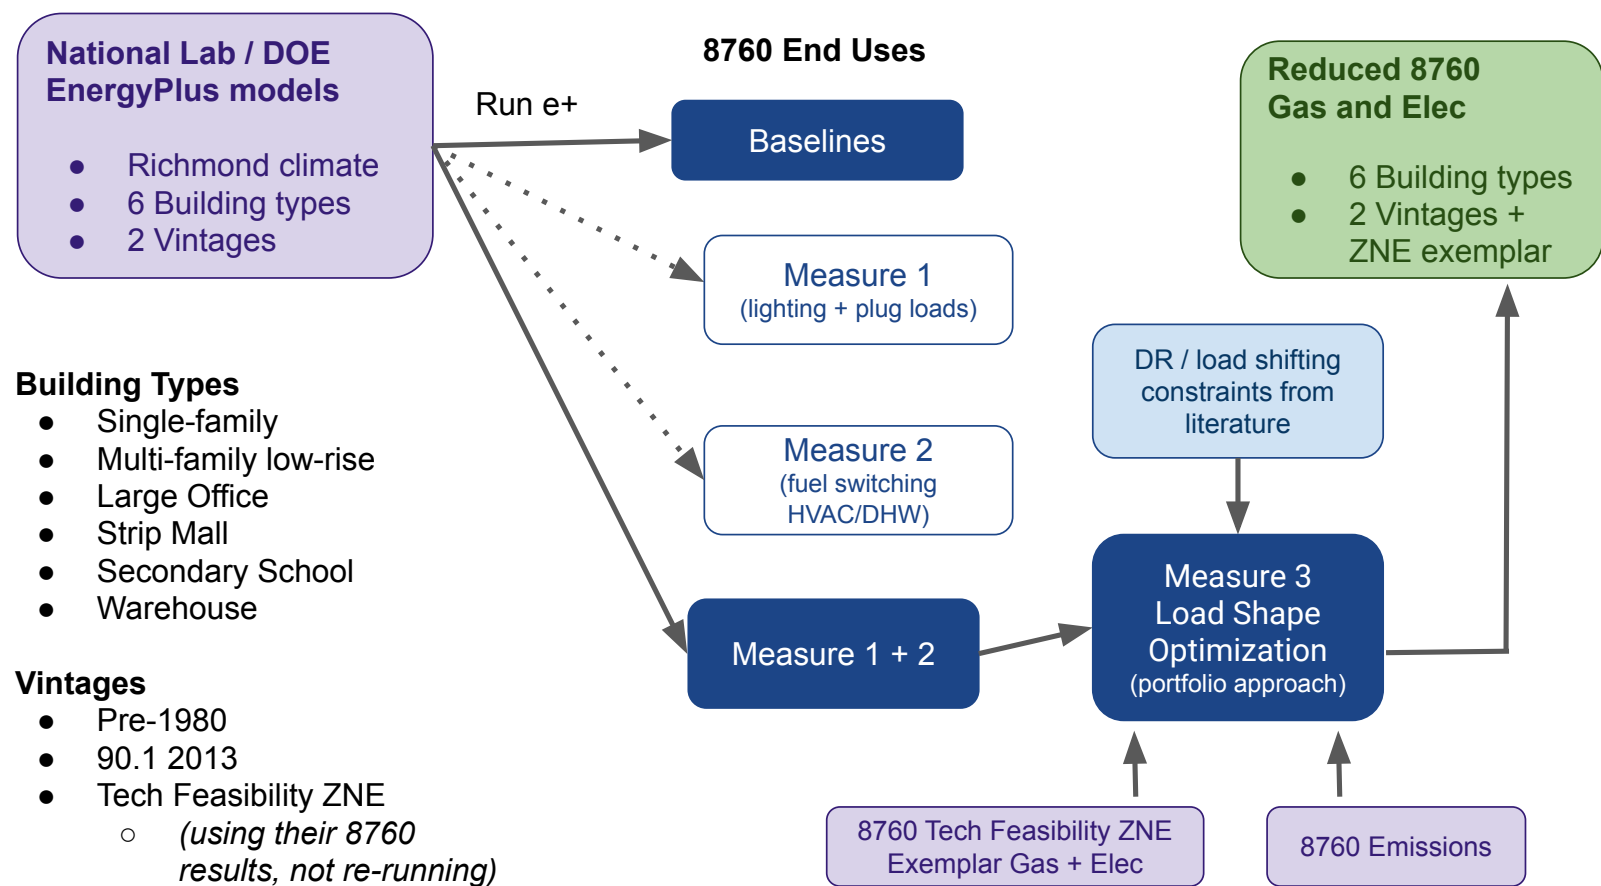 National Lab / DOE
EnergyPlus models
● Richmond climate
● 6 Building types
● 2 Vintages
Run e+
8760 End Uses
Baselines
Measure 1
(lighting + plug loads)
Measure 2
(fuel switching
HVAC/DHW)
Measure 1 + 2
Reduced 8760
Gas and Elec
● 6 Building types
● 2 Vintages +
ZNE exemplar
DR / load shifting
constraints from
literature
Measure 3
Load Shape
Optimization
(portfolio approach)
8760 Tech Feasibility ZNE
Exemplar Gas + Elec
8760 Emissions
Building Types
● Single-family
● Multi-family low-rise
● Large Office
● Strip Mall
● Secondary School
● Warehouse
Vintages
● Pre-1980
● 90.1 2013
● Tech Feasibility ZNE
○ (using their 8760
results, not re-running)